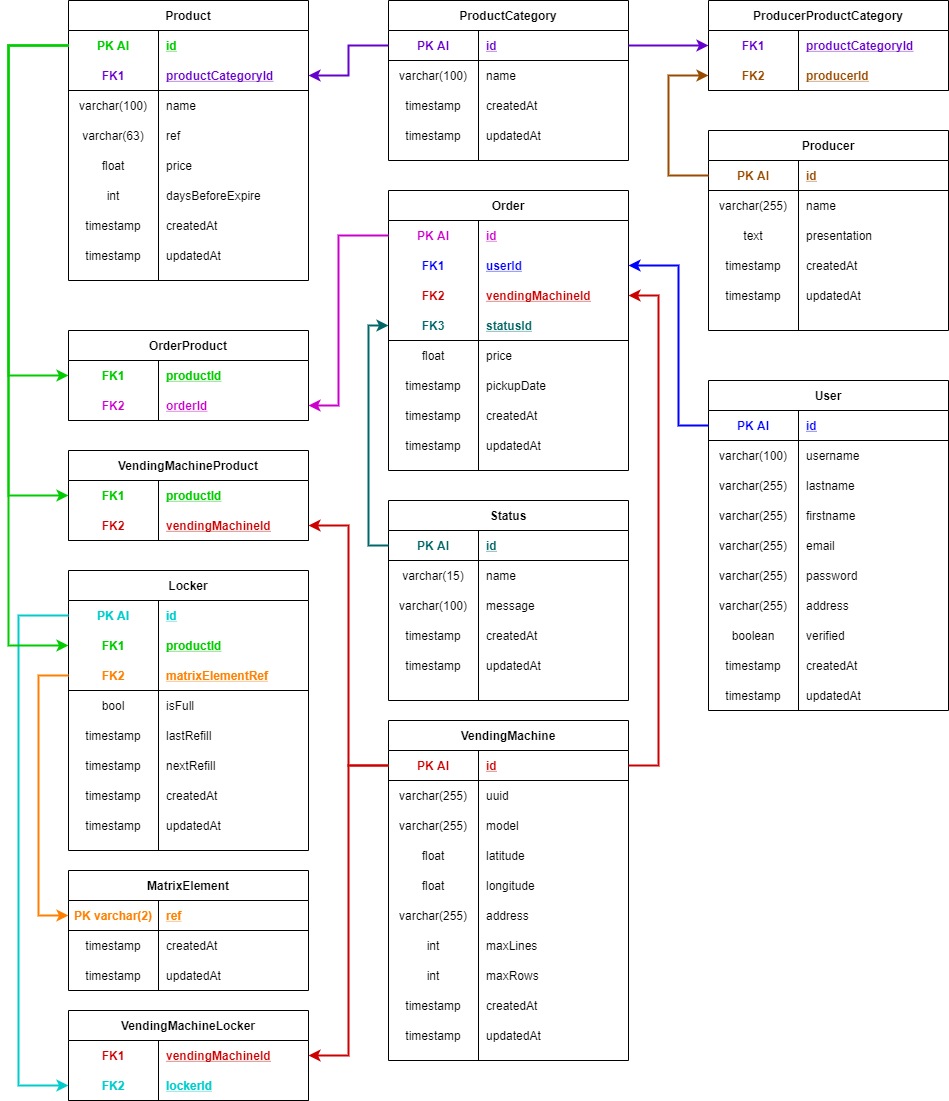 Product
PK AI id
FK1 productCategoryId
varchar(100) name
varchar(63) ref
float price
int daysBeforeExpire
timestamp createdAt
timestamp updatedAt
OrderProduct
FK1 productId
FK2 orderId
VendingMachineProduct
FK1 productId
FK2 vendingMachineId
Locker
PK AI id
FK1 productId
FK2 matrixElementRef
bool isFull
timestamp lastRefill
timestamp nextRefill
timestamp createdAt
timestamp updatedAt
MatrixElement
PK varchar(2) ref
timestamp createdAt
timestamp updatedAt
VendingMachineLocker
FK1 vendingMachineId
FK2 lockerId
ProductCategory
PK AI id
varchar(100) name
timestamp createdAt
timestamp updatedAt
Order
PK AI id
FK1 userId
FK2 vendingMachineId
FK3 statusId
float price
timestamp pickupDate
timestamp createdAt
timestamp updatedAt
Status
PK AI id
varchar(15) name
varchar(100) message
timestamp createdAt
timestamp updatedAt
VendingMachine
PK AI id
varchar(255) uuid
varchar(255) model
float latitude
float longitude
varchar(255) address
int maxLines
int maxRows
timestamp createdAt
timestamp updatedAt
ProducerProductCategory
FK1 productCategoryId
FK2 producerId
Producer
PK AI id
varchar(255) name
text presentation
timestamp createdAt
timestamp updatedAt
User
PK AI id
varchar(100) username
varchar(255) lastname
varchar(255) firstname
varchar(255) email
varchar(255) password
varchar(255) address
boolean verified
timestamp createdAt
timestamp updatedAt